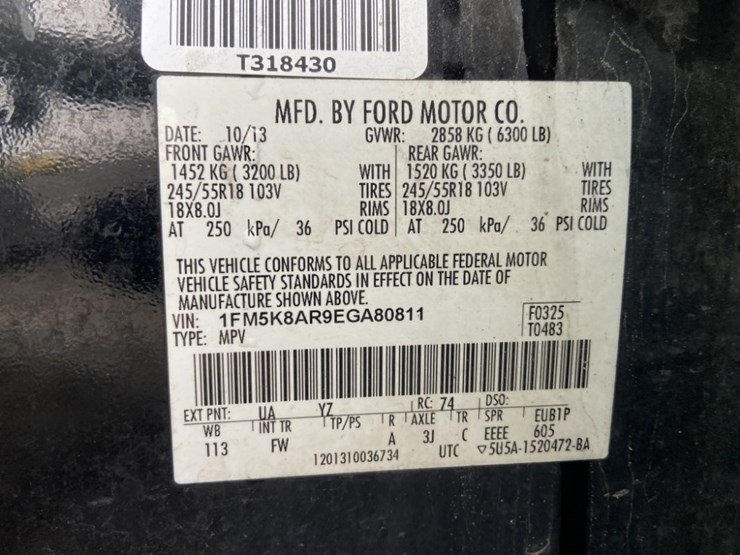 T318430
MFD. BY FORD MOTOR CO.
DATE: 10/13 GVWR: 2858 KG ( 6300 LB)
FRONT GAWR: REAR GAWR:
1452 KG ( 3200 LB) WITH 1520 KG ( 3350 LB) WITH
245/55R18 103V TIRES 245/55R18 103V TIRES
18X8.0J RIMS 18X8.0J RIMS
AT 250 kPa/ 36 PSI COLD AT 250 kPa/ 36 PSI COLD
THIS VEHICLE CONFORMS TO ALL APPLICABLE FEDERAL MOTOR
VEHICLE SAFETY STANDARDS IN EFFECT ON THE DATE OF
MANUFACTURE SHOWN ABOVE.
VIN: 1FM5K8AR9EGA80811 F0325
TYPE: MPV T0483
EXT PNT: UA YZ RC: 74 DSO:
WB INT TR TP/PS R AXLE TR SPR EUB1P
113 FW A 3J C EEEE 605
1201310036734 UTC ▽5U5A-1520472-BA